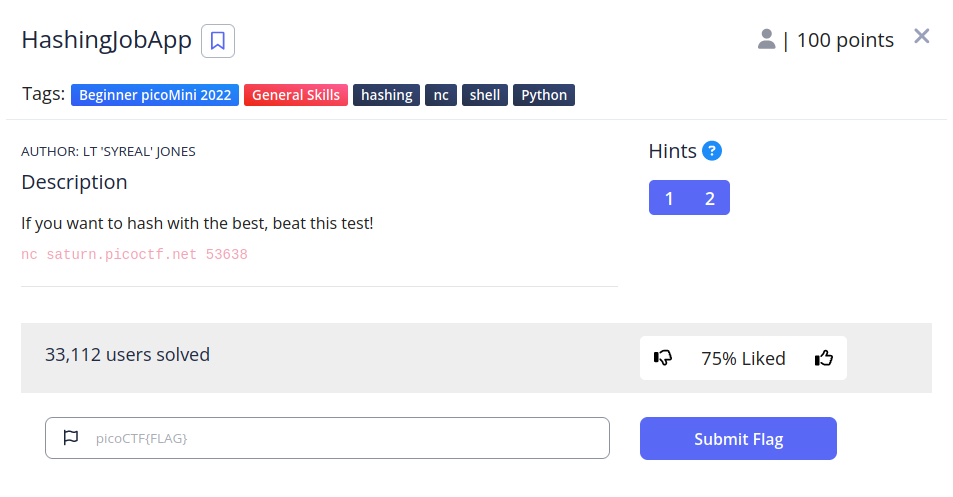 HashingJobApp
| 100 points
Tags: Beginner picoMini 2022 General Skills hashing nc shell Python
AUTHOR: LT 'SYREAL' JONES
Hints ?
Description
1 2
If you want to hash with the best, beat this test!
nc saturn.picoctf.net 53638
33,112 users solved
75% Liked
picoCTF{FLAG}
Submit Flag